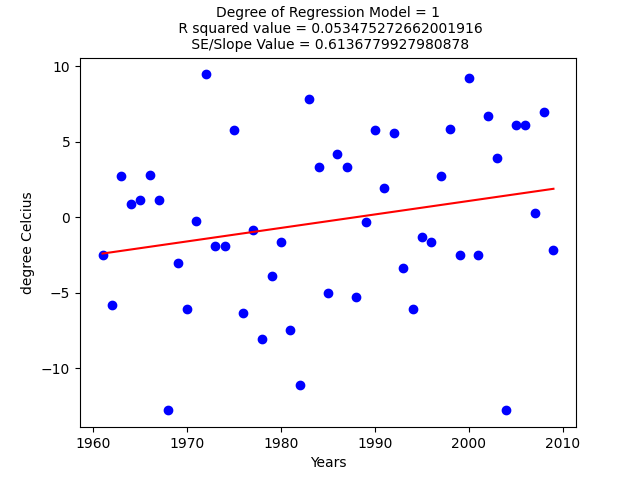 Degree of Regression Model = 1
R squared value = 0.053475272662001916
SE/Slope Value = 0.6136779927980878
10
5
0
−5
−10
degree Celcius
1960 1970 1980 1990 2000 2010
Years